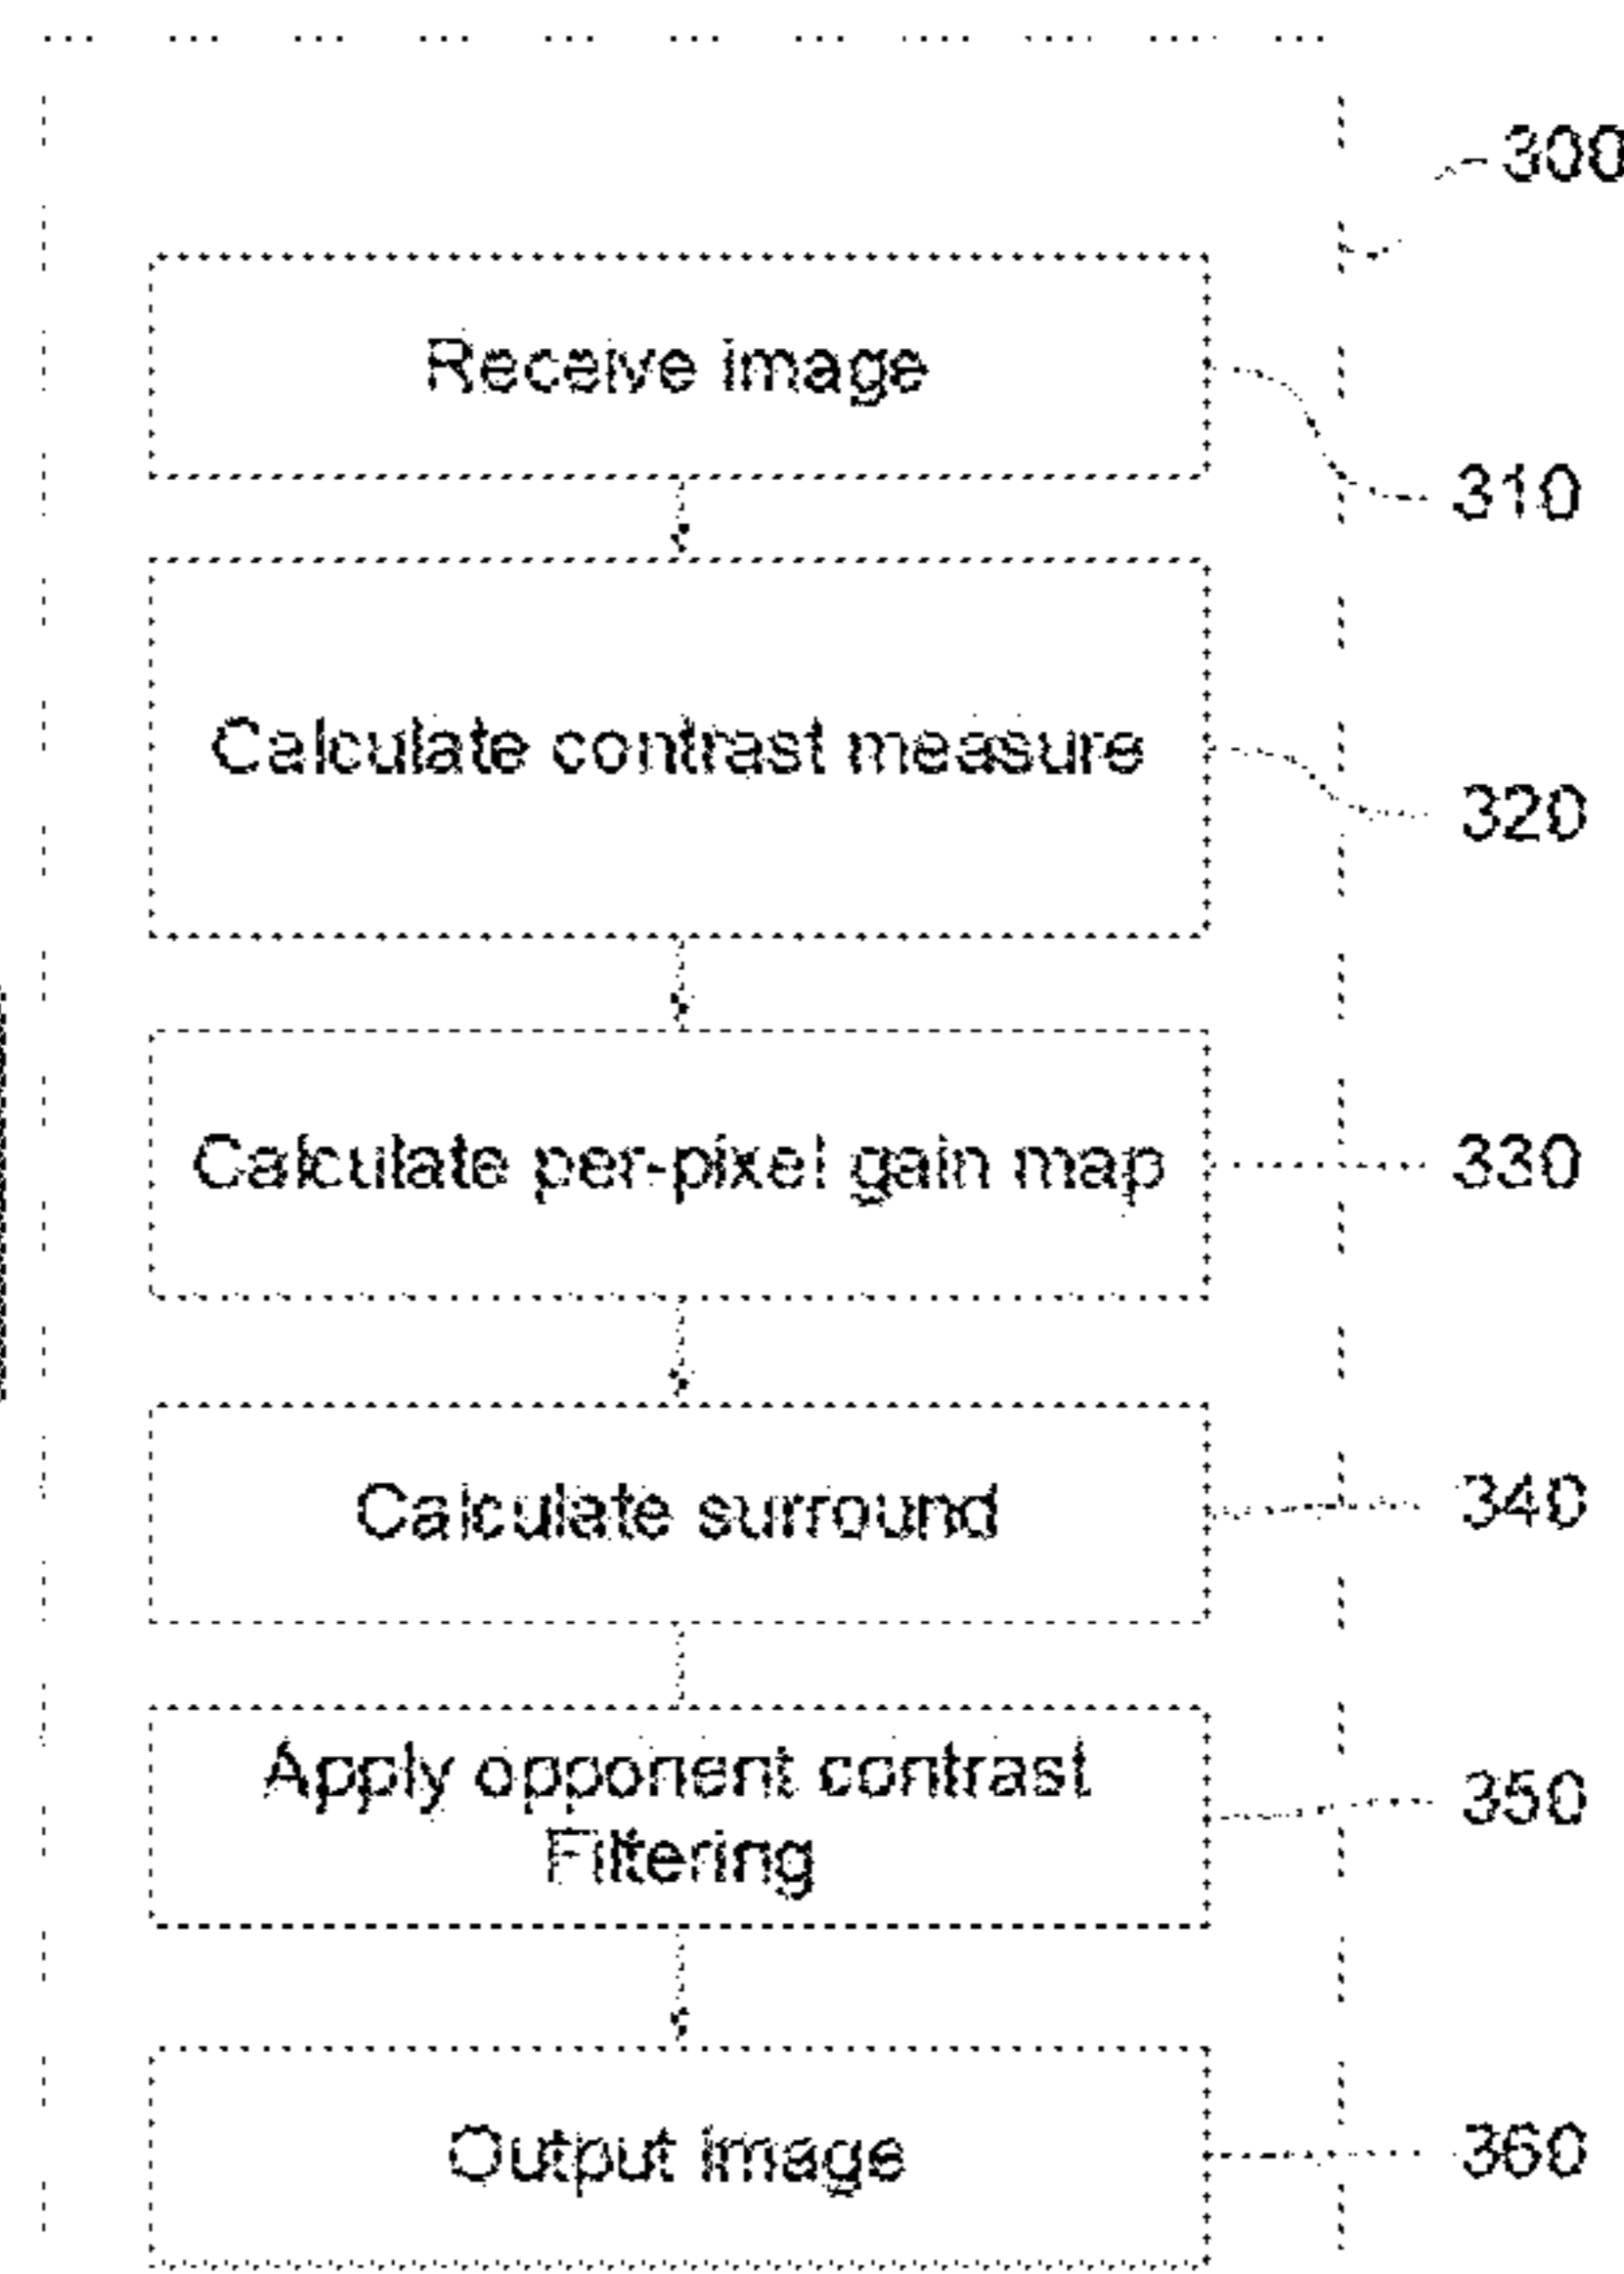 300
Receive image
310
Calculate contrast measure
320
Calculate per-pixel gain map
330
Calculate surround
340
Apply opponent contrast
Filtering
350
Output image
360